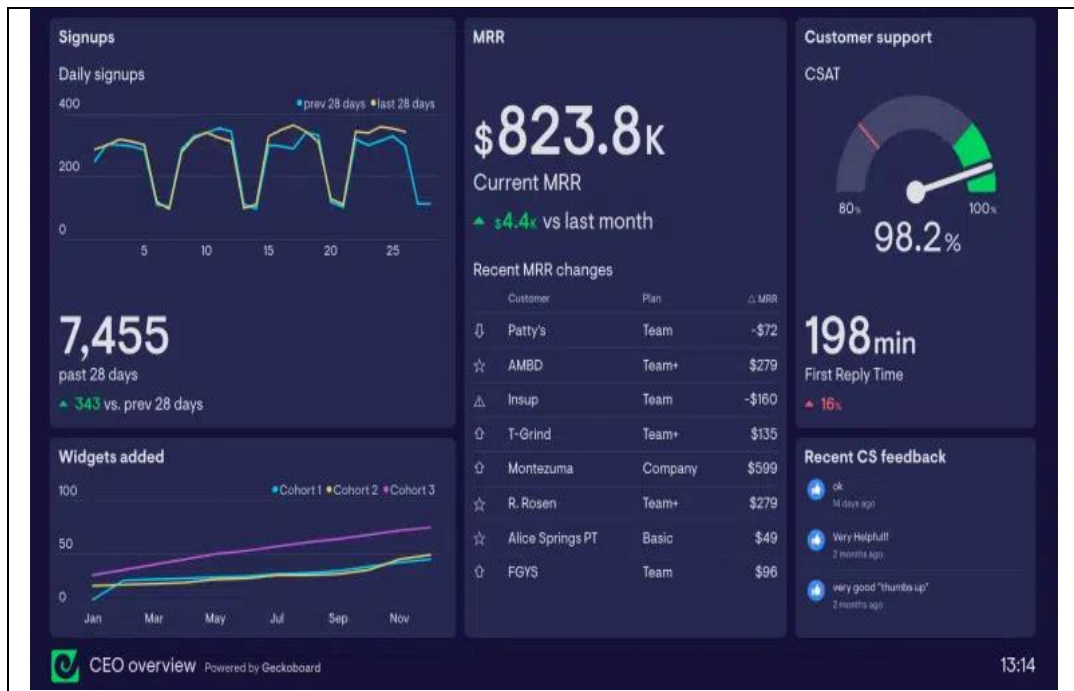 Signups
Daily signups
400
prev 28 days last 28 days
200
0
5 10 15 20 25
7,455
past 28 days
343 vs. prev 28 days
Widgets added
100
Cohort 1 Cohort 2 Cohort 3
50
0
Jan Mar May Jul Sep Nov
MRR
$823.8K
Current MRR
$4.4K vs last month
Recent MRR changes
Customer Plan △ MRR
Patty's Team -$72
AMBD Team+ $279
Insup Team -$160
T-Grind Team+ $135
Montezuma Company $599
R. Rosen Team+ $279
Alice Springs PT Basic $49
FGYS Team $96
Customer support
CSAT
80% 100%
98.2%
198 min
First Reply Time
16%
Recent CS feedback
ok
14 days ago
Very Helpful!!
2 months ago
very good "thumbs up"
2 months ago
CEO overview Powered by Geckoboard
13:14